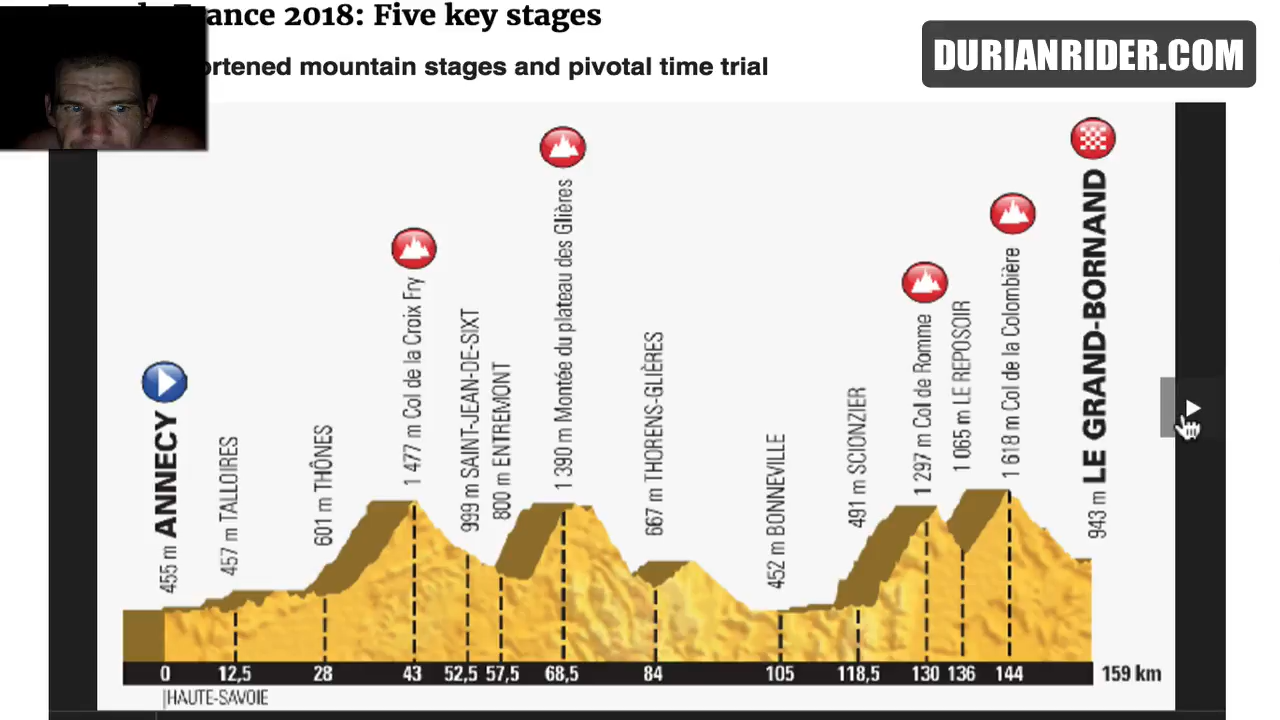 France 2018: Five key stages
DURIANRIDER.COM
ortened mountain stages and pivotal time trial
455 m ANNECY
457 m TALLOIRES
601 m THÔNES
1 477 m Col de la Croix Fry
999 m SAINT-JEAN-DE-SIXT
800 m ENTREMONT
1 390 m Montée du plateau des Glières
667 m THORENS-GLIÈRES
452 m BONNEVILLE
491 m SCIONZIER
1 297 m Col de Romme
1 065 m LE REPOSOIR
1 618 m Col de la Colombière
943 m LE GRAND-BORNAND
0 12,5 28 43 52,5 57,5 68,5 84 105 118,5 130 136 144 159 km
HAUTE-SAVOIE